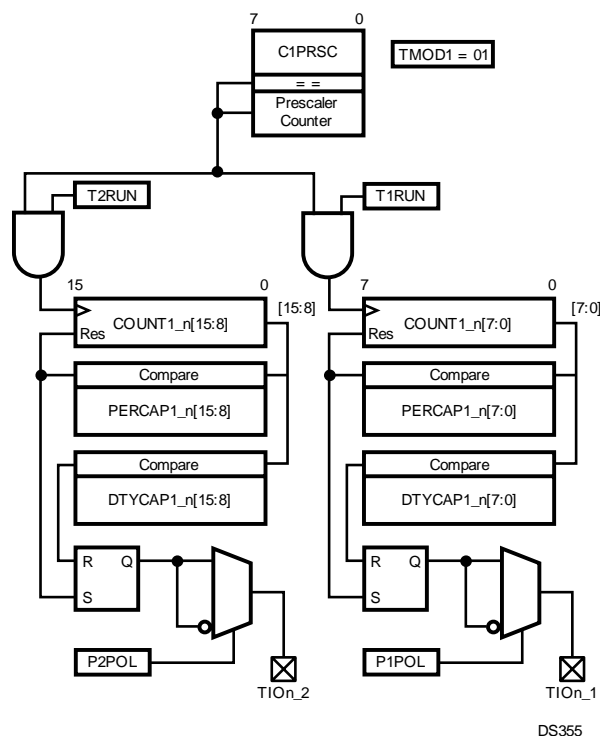 7 0
C1PRSC
TMOD1 = 01
= =
Prescaler
Counter
T2RUN
T1RUN
15 0
[15:8]
7 0
[7:0]
COUNT1_n[15:8]
Res
COUNT1_n[7:0]
Res
Compare
PERCAP1_n[15:8]
Compare
PERCAP1_n[7:0]
Compare
DTYCAP1_n[15:8]
Compare
DTYCAP1_n[7:0]
R Q
S
R Q
S
P2POL
P1POL
TIOn_2
TIOn_1
DS355